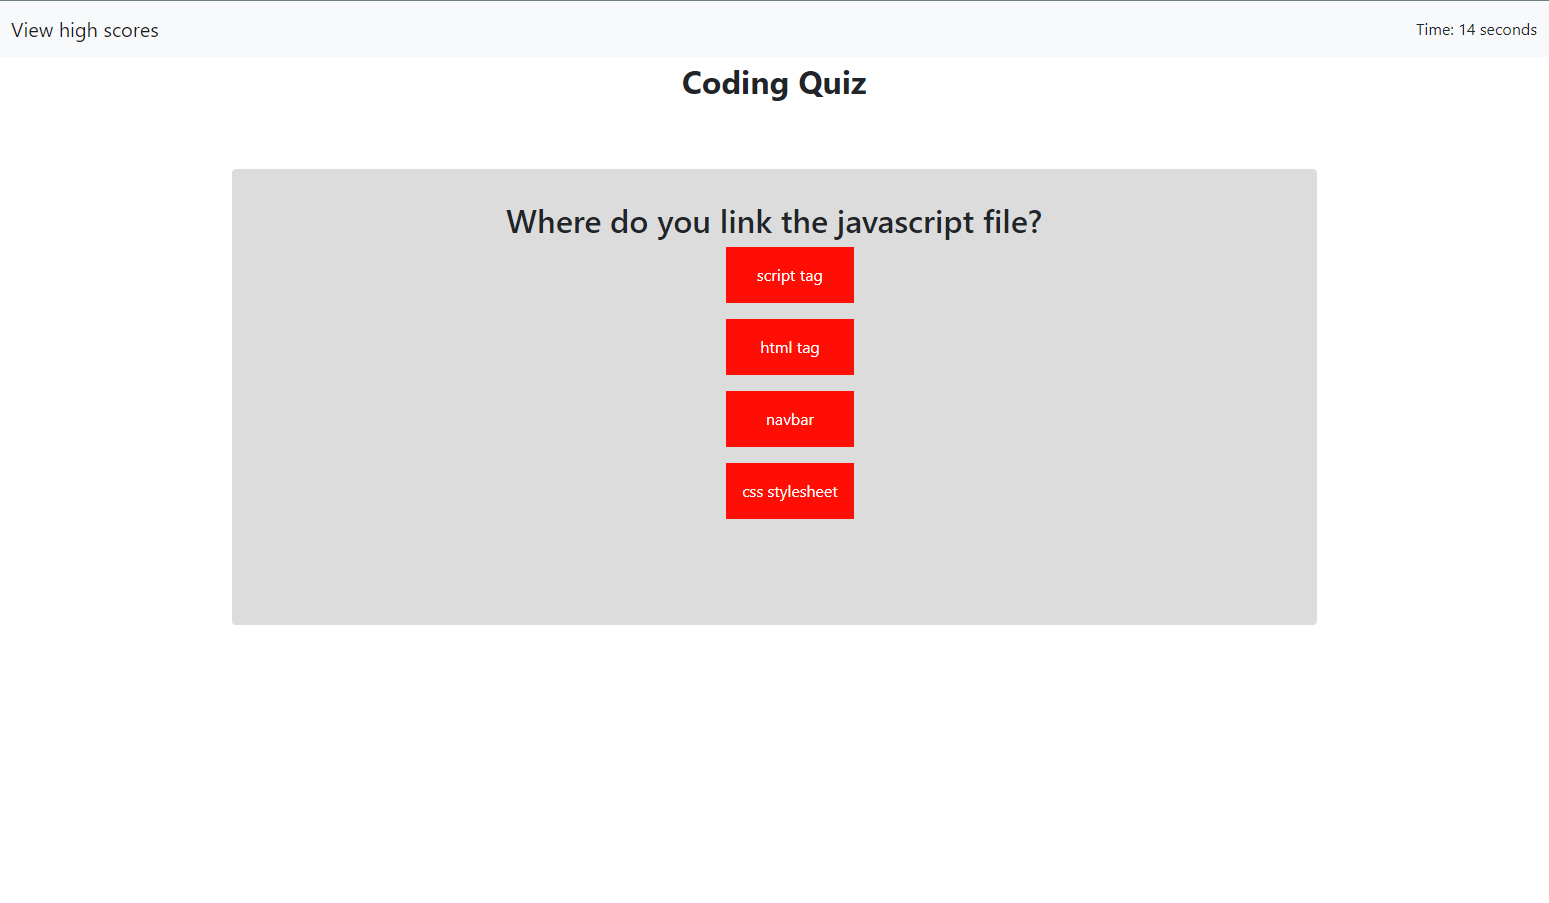 View high scores
Time: 14 seconds
Coding Quiz
Where do you link the javascript file?
script tag
html tag
navbar
css stylesheet